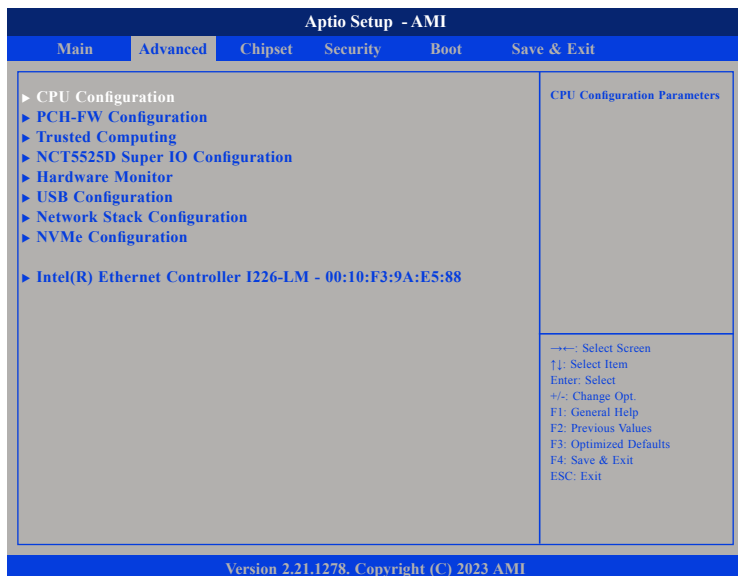 Aptio Setup - AMI
Main Advanced Chipset Security Boot Save & Exit
▶ CPU Configuration
▶ PCH-FW Configuration
▶ Trusted Computing
▶ NCT5525D Super IO Configuration
▶ Hardware Monitor
▶ USB Configuration
▶ Network Stack Configuration
▶ NVMe Configuration
▶ Intel(R) Ethernet Controller I226-LM - 00:10:F3:9A:E5:88
CPU Configuration Parameters
→←: Select Screen
↑↓: Select Item
Enter: Select
+/-: Change Opt.
F1: General Help
F2: Previous Values
F3: Optimized Defaults
F4: Save & Exit
ESC: Exit
Version 2.21.1278. Copyright (C) 2023 AMI